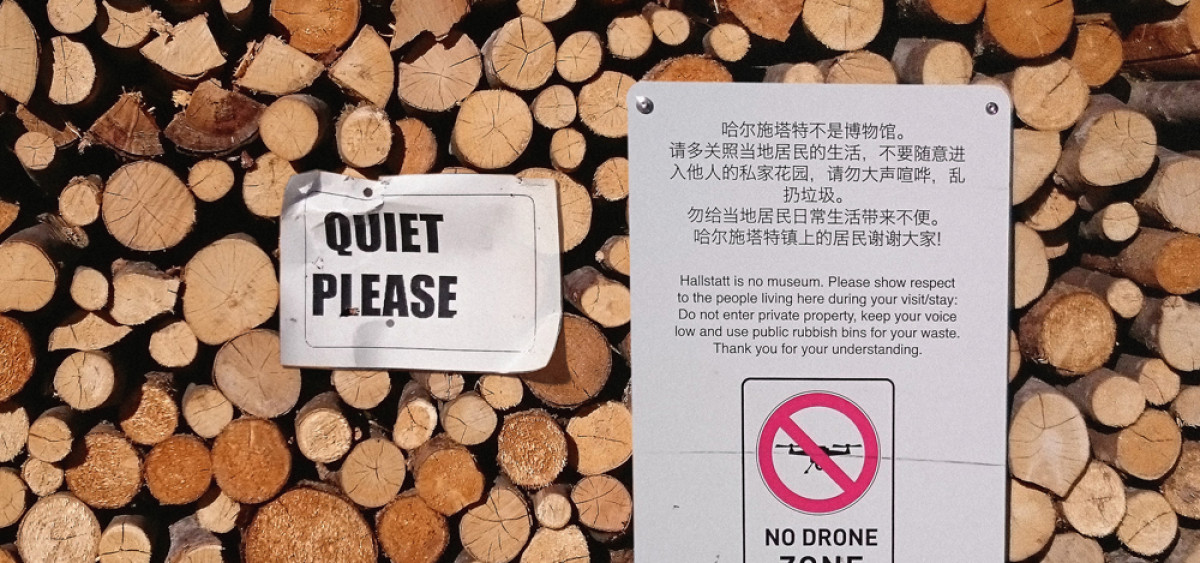 QUIET
PLEASE
哈尔施塔特不是博物馆。
请多关照当地居民的生活，不要随意进
入他人的私家花园，请勿大声喧哗，乱
扔垃圾。
勿给当地居民日常生活带来不便。
哈尔施塔特镇上的居民谢谢大家!
Hallstatt is no museum. Please show respect
to the people living here during your visit/stay:
Do not enter private property, keep your voice
low and use public rubbish bins for your waste.
Thank you for your understanding.
NO DRONE
ZONE